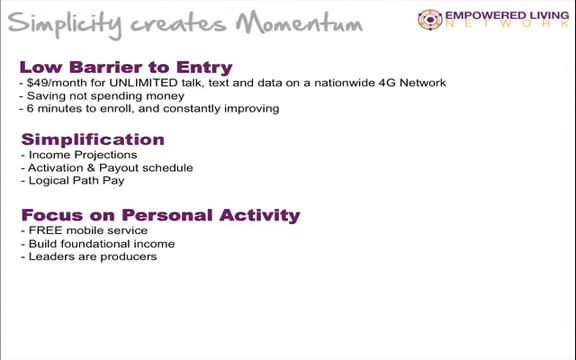 Simplicity creates Momentum
EMPOWERED LIVING
NETWORK
Low Barrier to Entry
- $49/month for UNLIMITED talk, text and data on a nationwide 4G Network
- Saving not spending money
- 6 minutes to enroll, and constantly improving
Simplification
- Income Projections
- Activation & Payout schedule
- Logical Path Pay
Focus on Personal Activity
- FREE mobile service
- Build foundational income
- Leaders are producers